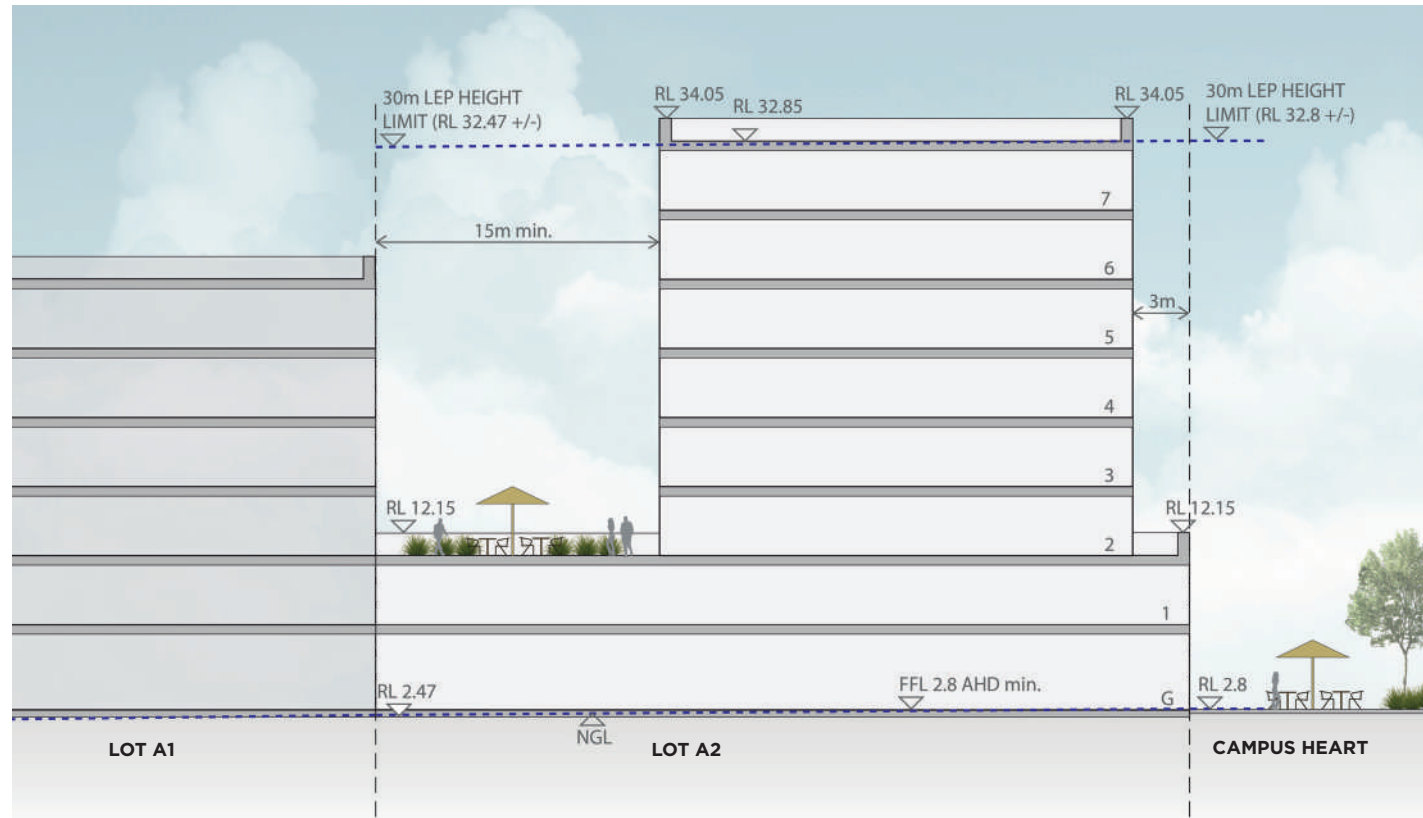 30m LEP HEIGHT
LIMIT (RL 32.47 +/-)
RL 34.05
RL 32.85
RL 34.05
30m LEP HEIGHT
LIMIT (RL 32.8 +/-)
7
15m min.
6
3m
5
4
3
RL 12.15
RL 12.15
2
1
RL 2.47
FFL 2.8 AHD min.
G
RL 2.8
NGL
LOT A1
LOT A2
CAMPUS HEART